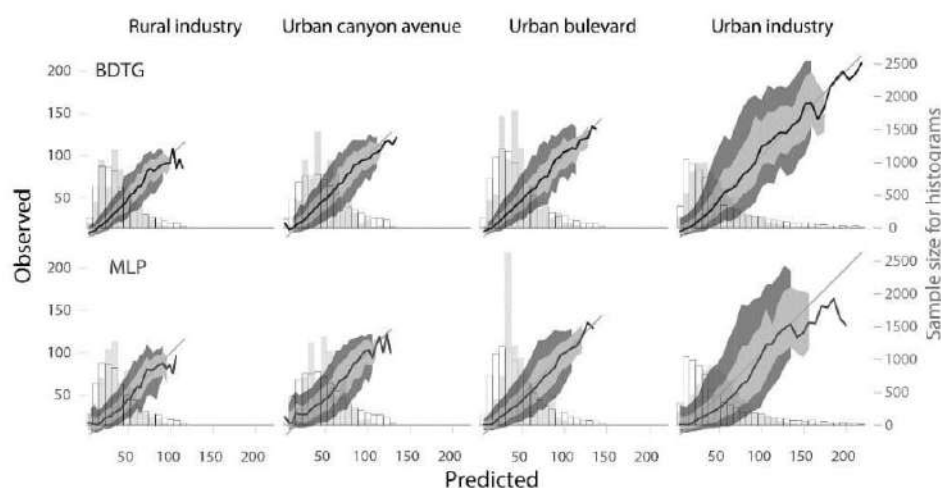 Rural industry Urban canyon avenue Urban bulevard Urban industry
BDTG
200
150
100
50
2500
2000
1500
1000
500
0
MLP
200
150
100
50
2500
2000
1500
1000
500
0
50 100 150 200 50 100 150 200 50 100 150 200 50 100 150 200
Observed
Predicted
Sample size for histograms